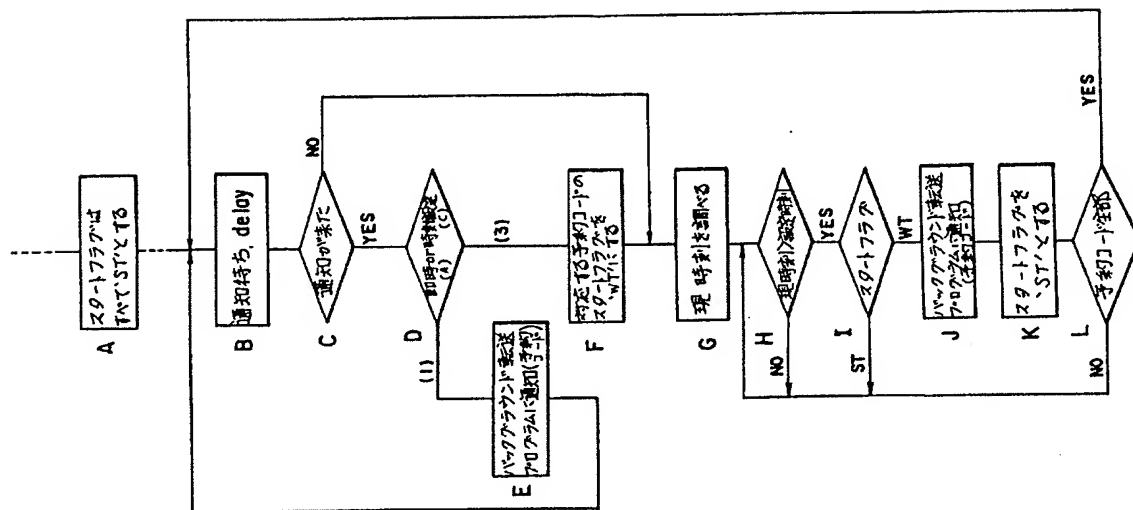 スタートフラグは
すべて'ST'とする
A
通知待ち, delay
B
通知が来た
C
NO
YES
即時or時刻転送
(A) (C)
D
(1)
(3)
バックグラウンド転送
プログラムに通知(予約
コード)
E
対応する予約コードの
スタートフラグを
'WT'にする
F
現時刻を調べる
G
現時刻>設定時刻
H
NO
YES
スタートフラグ
I
ST
WT
バックグラウンド転送
プログラムに通知
(予約コード)
J
スタートフラグを
'ST'とする
K
予約コード全部
L
NO
YES